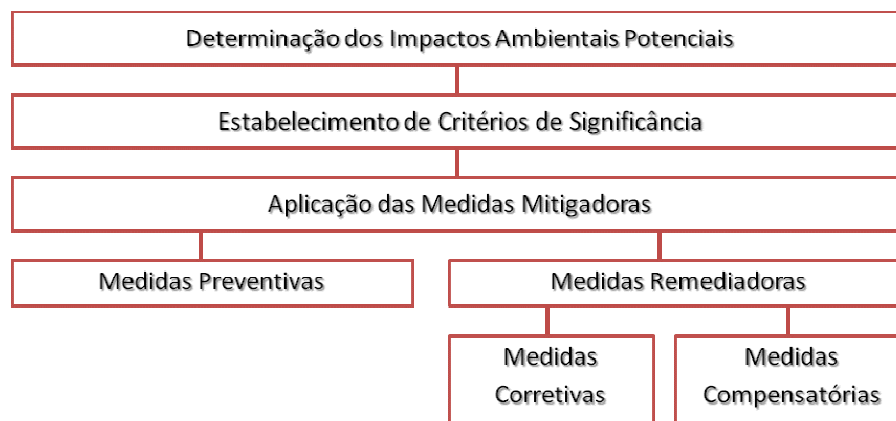 Determinação dos Impactos Ambientais Potenciais
Estabelecimento de Critérios de Significância
Aplicação das Medidas Mitigadoras
Medidas Preventivas
Medidas Remediadoras
Medidas
Corretivas
Medidas
Compensatórias